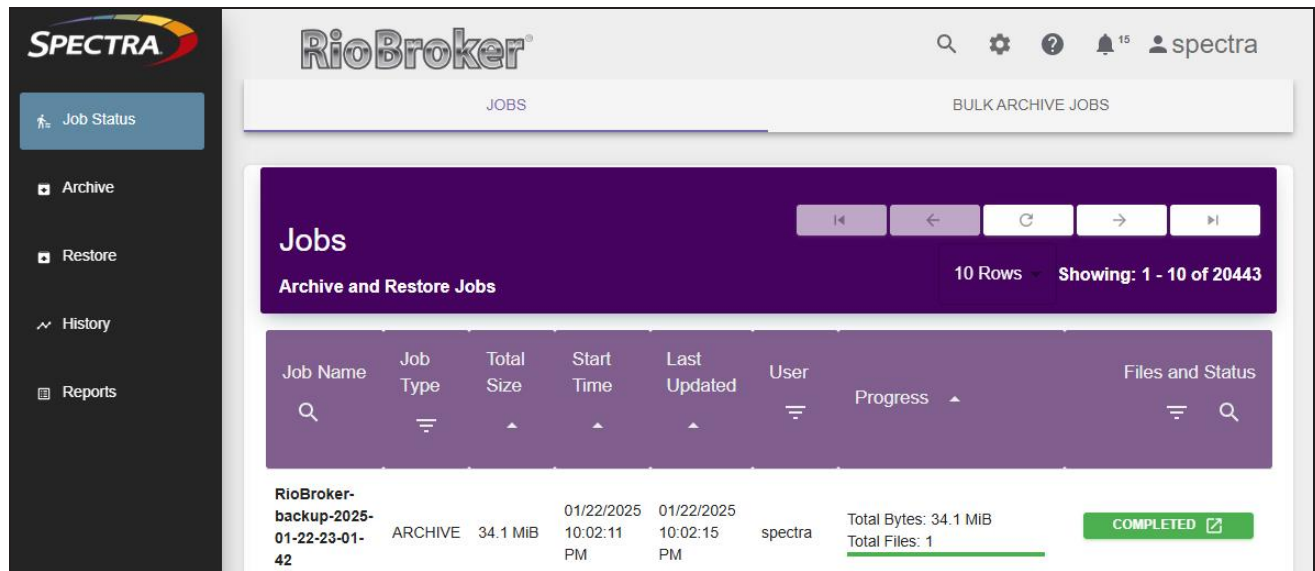 SPECTRA
RioBroker®
15
spectra
JOBS
BULK ARCHIVE JOBS
Job Status
Archive
Restore
History
Reports
Jobs
Archive and Restore Jobs
10 Rows
Showing: 1 - 10 of 20443
Job Name
Job
Type
Total
Size
Start
Time
Last
Updated
User
Progress
Files and Status
RioBroker-
backup-2025-
01-22-23-01-
42
ARCHIVE
34.1 MiB
01/22/2025
10:02:11
PM
01/22/2025
10:02:15
PM
spectra
Total Bytes: 34.1 MiB
Total Files: 1
COMPLETED